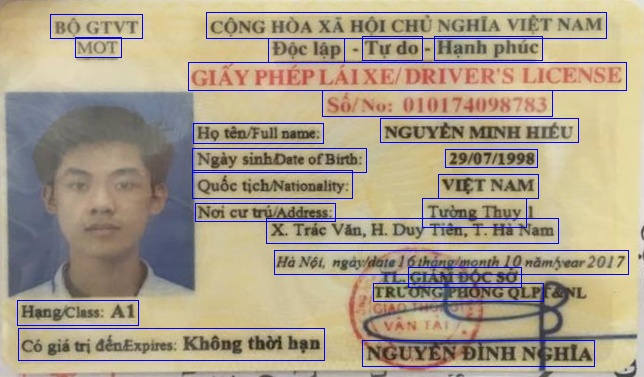 BỘ GTVT
MOT
CỘNG HÒA XÃ HỘI CHỦ NGHĨA VIỆT NAM
Độc lập - Tự do - Hạnh phúc
GIẤY PHÉP LÁI XE/DRIVER'S LICENSE
Số/No: 010174098783
Họ tên/Full name: NGUYỄN MINH HIẾU
Ngày sinh/Date of Birth: 29/07/1998
Quốc tịch/Nationality: VIỆT NAM
Nơi cư trú/Address: Tường Thụy 1
X. Trác Văn, H. Duy Tiên, T. Hà Nam
Hà Nội, ngày/date 16 tháng/month 10 năm/year 2017
TL. GIÁM ĐỐC SỞ
TRƯỞNG PHÒNG QLPT&NL
GIAO THÔNG
VẬN TẢI
Hạng/Class: A1
Có giá trị đến/Expires: Không thời hạn
NGUYỄN ĐÌNH NGHĨA